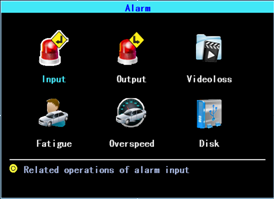 Alarm
Input Output Videoloss
Fatigue Overspeed Disk
Related operations of alarm input